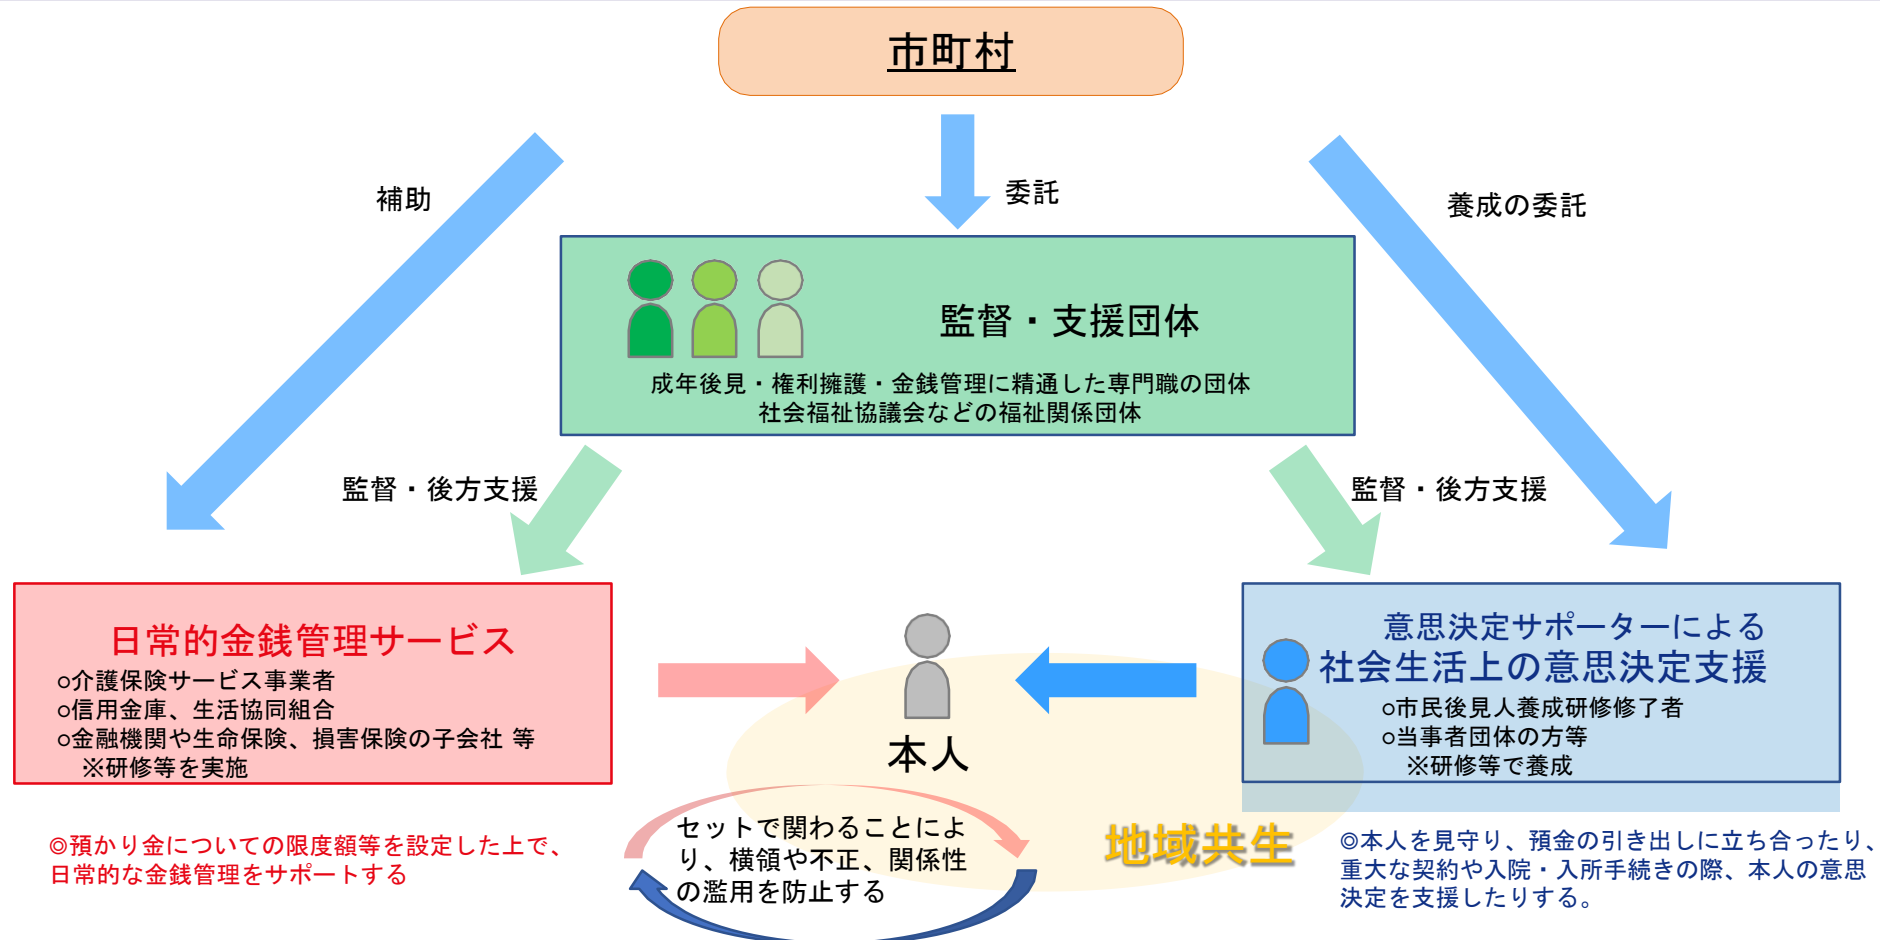 市町村
補助
委託
養成の委託
監督・支援団体
成年後見・権利擁護・金銭管理に精通した専門職の団体
社会福祉協議会などの福祉関係団体
監督・後方支援
監督・後方支援
日常的金銭管理サービス
○介護保険サービス事業者
○信用金庫、生活協同組合
○金融機関や生命保険、損害保険の子会社 等
※研修等を実施
本人
意思決定サポーターによる
社会生活上の意思決定支援
○市民後見人養成研修修了者
○当事者団体の方等
※研修等で養成
◎預かり金についての限度額等を設定した上で、
日常的な金銭管理をサポートする
セットで関わることによ
り、横領や不正、関係性
の濫用を防止する
地域共生
◎本人を見守り、預金の引き出しに立ち合ったり、
重大な契約や入院・入所手続きの際、本人の意思
決定を支援したりする。